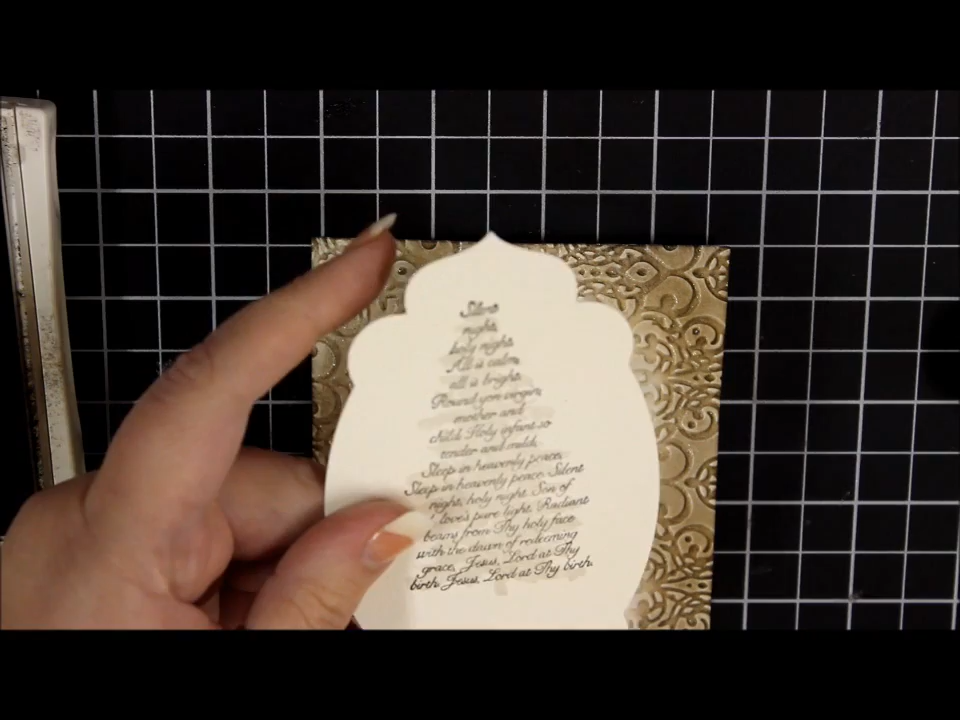 Silent
night,
holy night.
All is calm,
all is bright.
Round yon virgin,
mother and
child. Holy infant so
tender and mild.
Sleep in heavenly peace,
Sleep in heavenly peace. Silent
night, holy night. Son of
love's pure light. Radiant
beams from Thy holy face
with the dawn of redeeming
grace, Jesus, Lord at Thy
birth. Jesus, Lord at Thy birth.